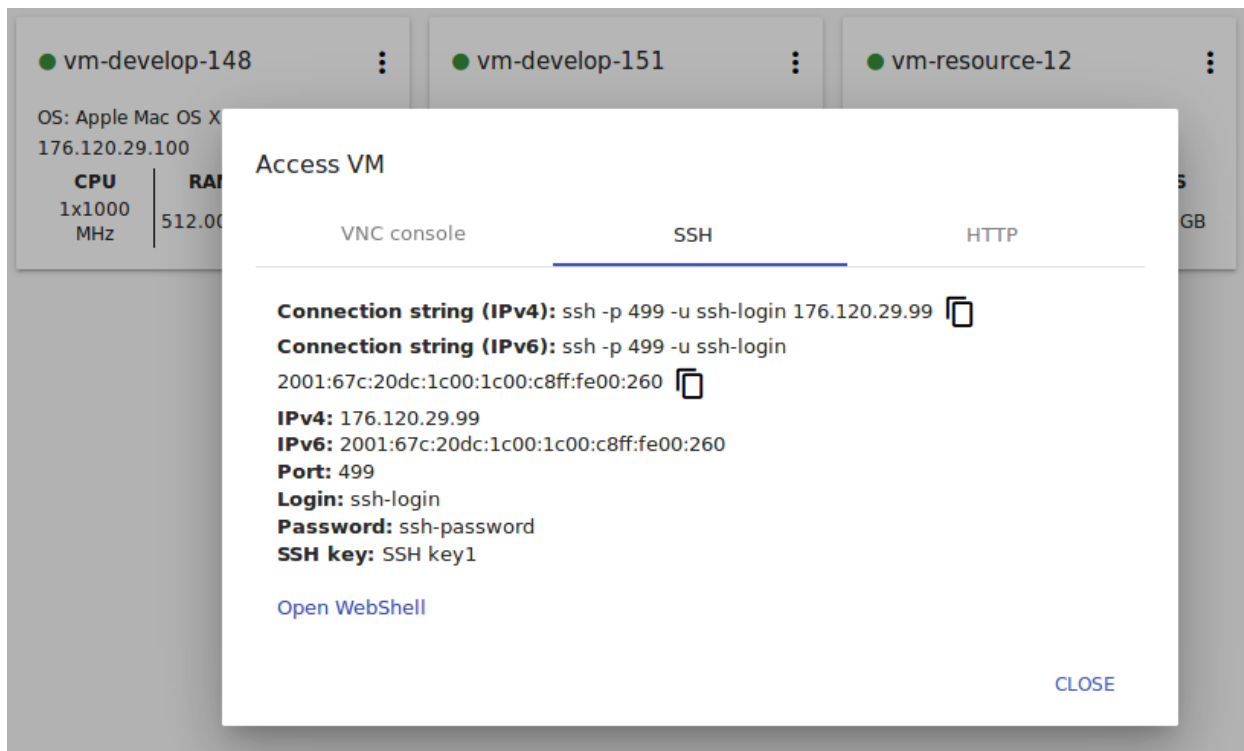 vm-develop-148
vm-develop-151
vm-resource-12
OS: Apple Mac OS X
176.120.29.100
CPU
1x1000
MHz
512.00
GB
Access VM
VNC console
SSH
HTTP
Connection string (IPv4): ssh -p 499 -u ssh-login 176.120.29.99
Connection string (IPv6): ssh -p 499 -u ssh-login
2001:67c:20dc:1c00:1c00:c8ff:fe00:260
IPv4: 176.120.29.99
IPv6: 2001:67c:20dc:1c00:1c00:c8ff:fe00:260
Port: 499
Login: ssh-login
Password: ssh-password
SSH key: SSH key1
Open WebShell
CLOSE